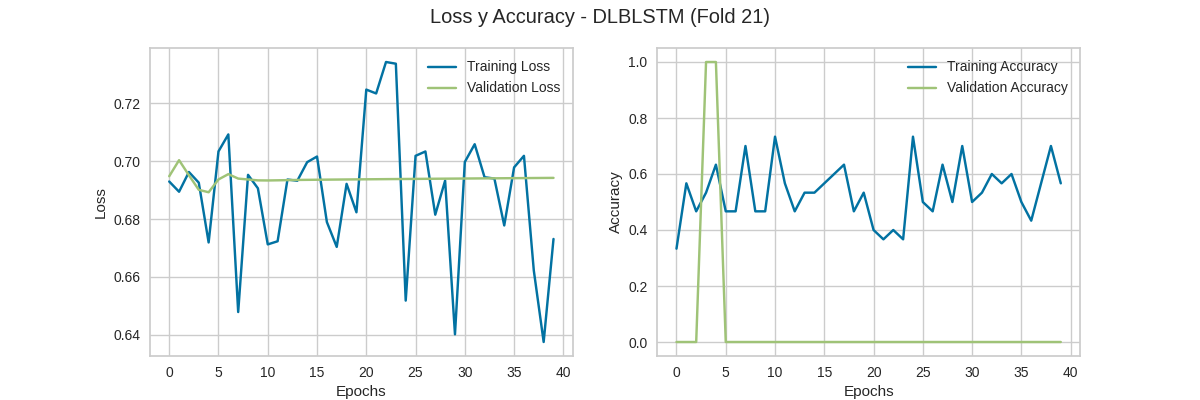 Loss y Accuracy - DLBLSTM (Fold 21)
Training Loss
Validation Loss
0.72
0.70
0.68
0.66
0.64
Loss
0 5 10 15 20 25 30 35 40
Epochs
Training Accuracy
Validation Accuracy
1.0
0.8
0.6
0.4
0.2
0.0
Accuracy
0 5 10 15 20 25 30 35 40
Epochs